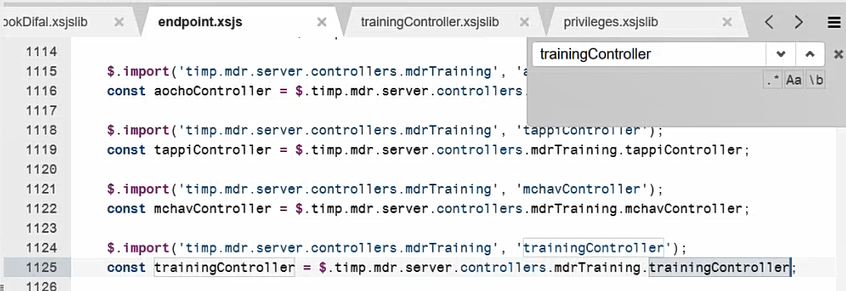 ookDifal.xsjslib × endpoint.xsjs × trainingController.xsjslib × privileges.xsjslib × < >
trainingController
.* Aa \b
1114
1115 $.import('timp.mdr.server.controllers.mdrTraining', 'a
1116 const aochoController = $.timp.mdr.server.controllers.
1117
1118 $.import('timp.mdr.server.controllers.mdrTraining', 'tappiController');
1119 const tappiController = $.timp.mdr.server.controllers.mdrTraining.tappiController;
1120
1121 $.import('timp.mdr.server.controllers.mdrTraining', 'mchavController');
1122 const mchavController = $.timp.mdr.server.controllers.mdrTraining.mchavController;
1123
1124 $.import('timp.mdr.server.controllers.mdrTraining', 'trainingController');
1125 const trainingController = $.timp.mdr.server.controllers.mdrTraining.trainingController;
1126